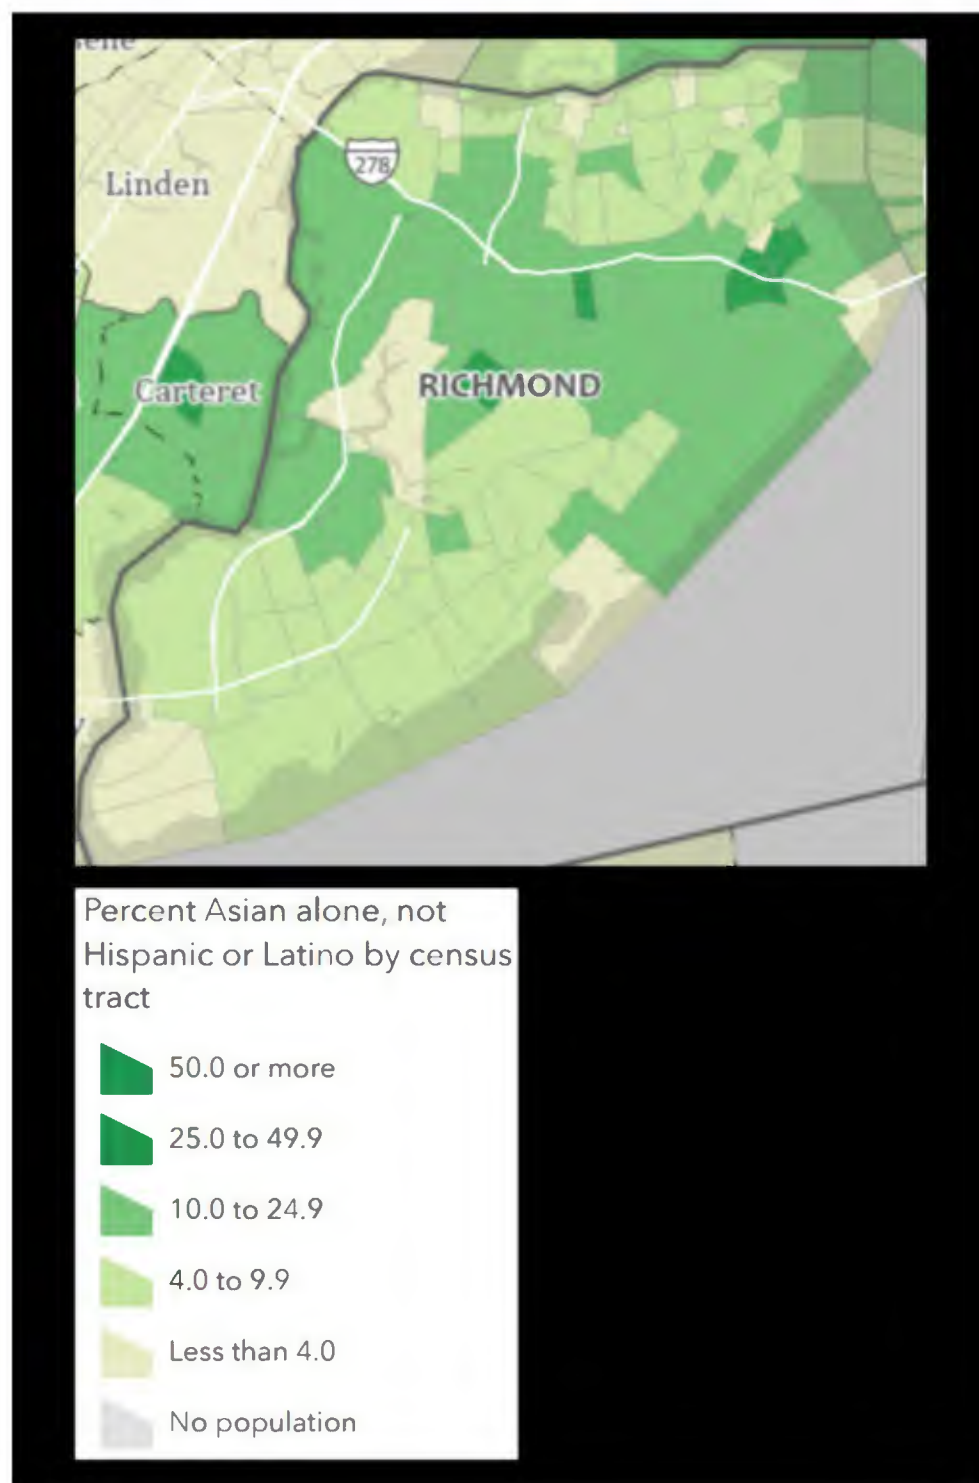 Linden
278
Carteret
RICHMOND
Percent Asian alone, not
Hispanic or Latino by census
tract
50.0 or more
25.0 to 49.9
10.0 to 24.9
4.0 to 9.9
Less than 4.0
No population